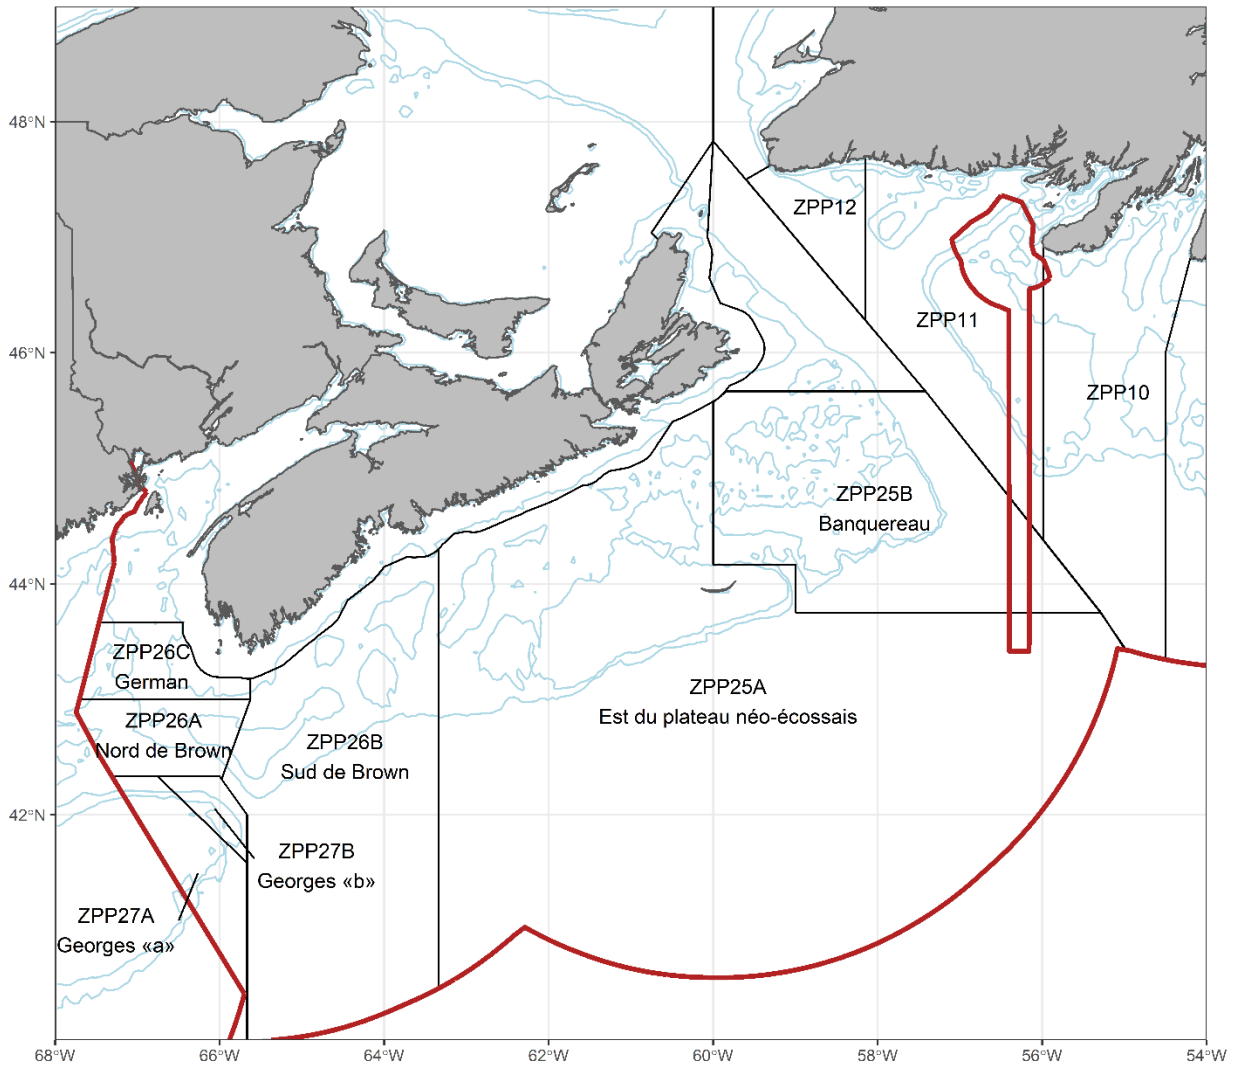 48°N
46°N
44°N
42°N
ZPP12
ZPP11
ZPP10
ZPP25B
Banquereau
ZPP26C
German
ZPP26A
Nord de Brown
ZPP26B
Sud de Brown
ZPP25A
Est du plateau néo-écossais
ZPP27B
Georges «b»
ZPP27A
Georges «a»
68°W
66°W
64°W
62°W
60°W
58°W
56°W
54°W